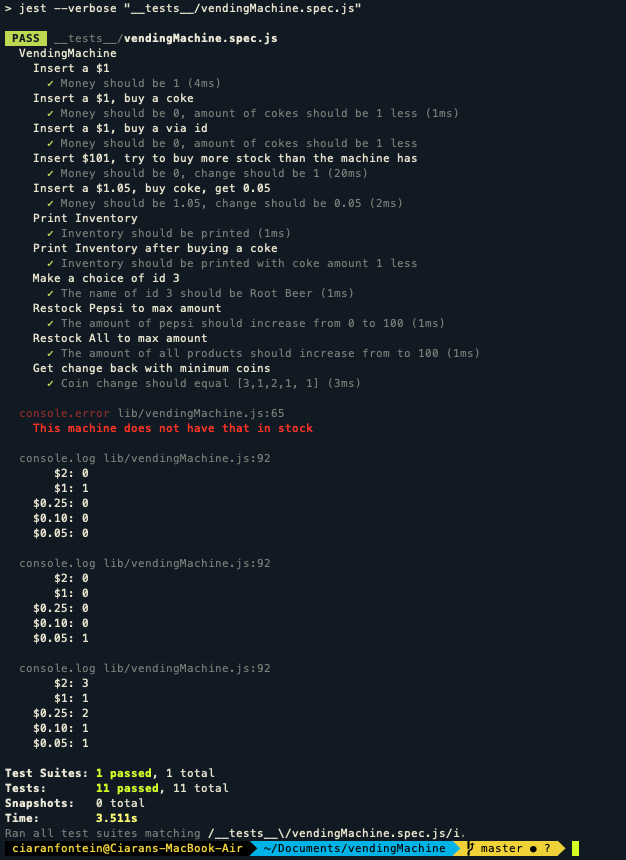 > jest --verbose "__tests__/vendingMachine.spec.js"
PASS __tests__/vendingMachine.spec.js
VendingMachine
Insert a $1
✓ Money should be 1 (4ms)
Insert a $1, buy a coke
✓ Money should be 0, amount of cokes should be 1 less (1ms)
Insert a $1, buy a via id
✓ Money should be 0, amount of cokes should be 1 less
Insert $101, try to buy more stock than the machine has
✓ Money should be 0, change should be 1 (20ms)
Insert a $1.05, buy coke, get 0.05
✓ Money should be 1.05, change should be 0.05 (2ms)
Print Inventory
✓ Inventory should be printed (1ms)
Print Inventory after buying a coke
✓ Inventory should be printed with coke amount 1 less
Make a choice of id 3
✓ The name of id 3 should be Root Beer (1ms)
Restock Pepsi to max amount
✓ The amount of pepsi should increase from 0 to 100 (1ms)
Restock All to max amount
✓ The amount of all products should increase from to 100 (1ms)
Get change back with minimum coins
✓ Coin change should equal [3,1,2,1, 1] (3ms)
console.error lib/vendingMachine.js:65
This machine does not have that in stock
console.log lib/vendingMachine.js:92
$2: 0
$1: 1
$0.25: 0
$0.10: 0
$0.05: 0
console.log lib/vendingMachine.js:92
$2: 0
$1: 0
$0.25: 0
$0.10: 0
$0.05: 1
console.log lib/vendingMachine.js:92
$2: 3
$1: 1
$0.25: 2
$0.10: 1
$0.05: 1
Test Suites: 1 passed, 1 total
Tests: 11 passed, 11 total
Snapshots: 0 total
Time: 3.511s
Ran all test suites matching /__tests__\/vendingMachine.spec.js/i.
ciaranfontein@Ciarans-MacBook-Air ~/Documents/vendingMachine master ● ?